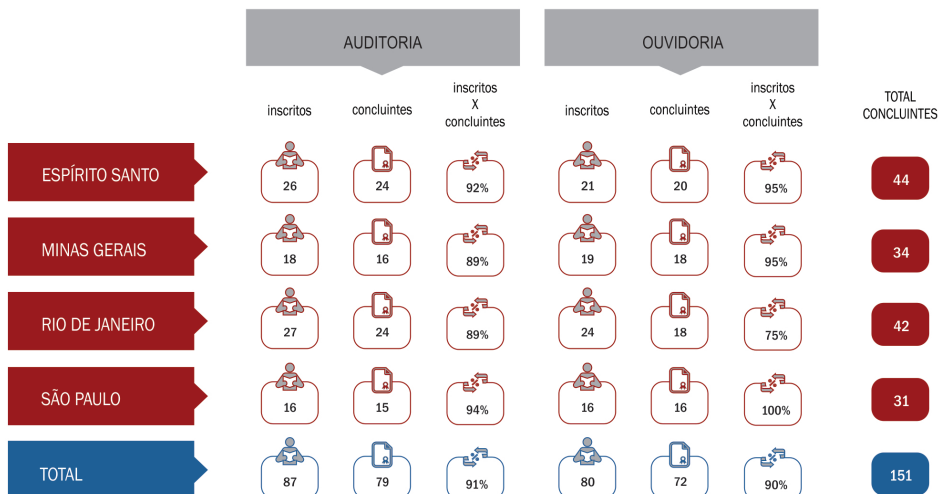 AUDITORIA OUVIDORIA
inscritos concluintes inscritos X concluintes inscritos concluintes inscritos X concluintes TOTAL CONCLUINTES
ESPÍRITO SANTO 26 24 92% 21 20 95% 44
MINAS GERAIS 18 16 89% 19 18 95% 34
RIO DE JANEIRO 27 24 89% 24 18 75% 42
SÃO PAULO 16 15 94% 16 16 100% 31
TOTAL 87 79 91% 80 72 90% 151